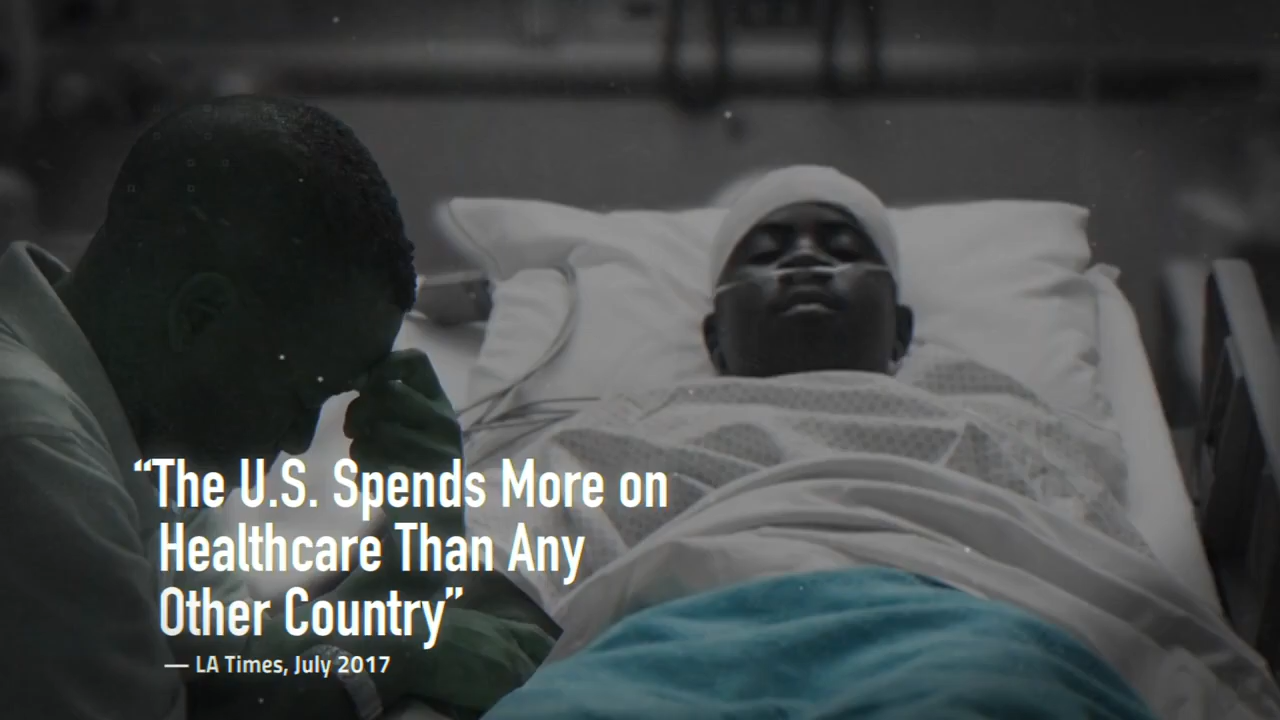 “The U.S. Spends More on
Healthcare Than Any
Other Country”
— LA Times, July 2017